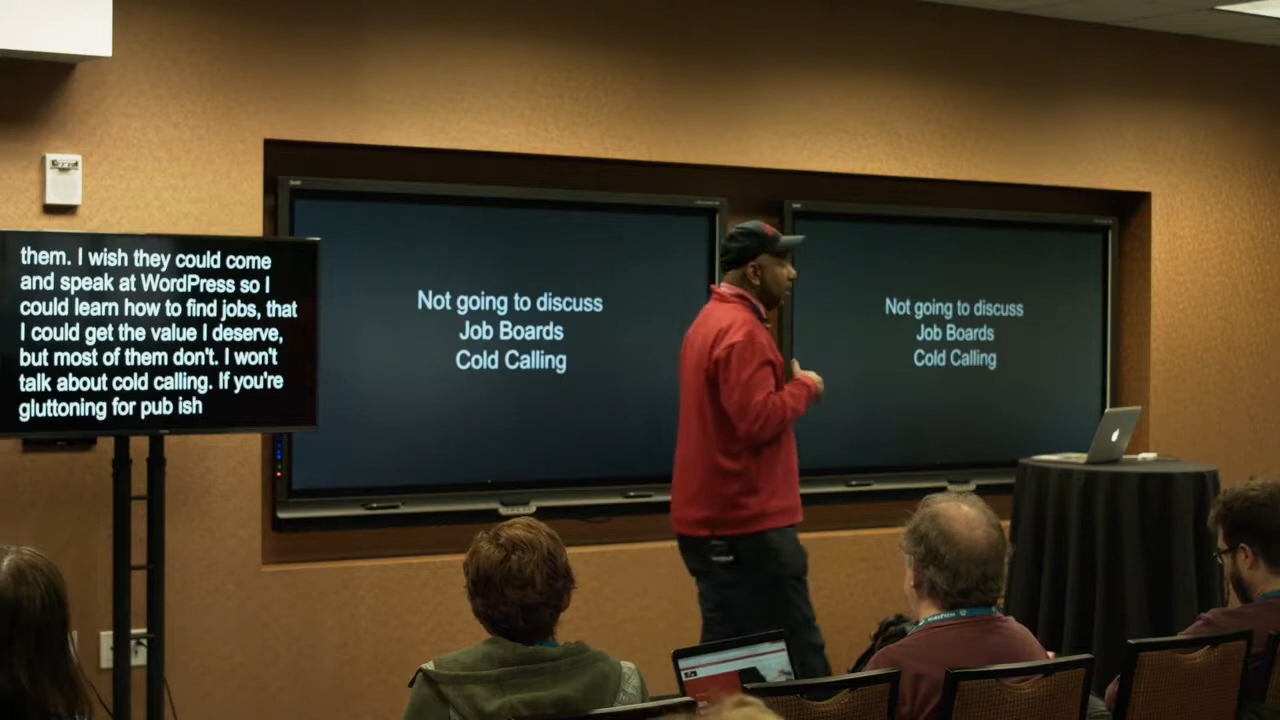 them. I wish they could come
and speak at WordPress so I
could learn how to find jobs, that
I could get the value I deserve,
but most of them don't. I won't
talk about cold calling. If you're
gluttoning for pub ish
Not going to discuss
Job Boards
Cold Calling
Not going to discuss
Job Boards
Cold Calling